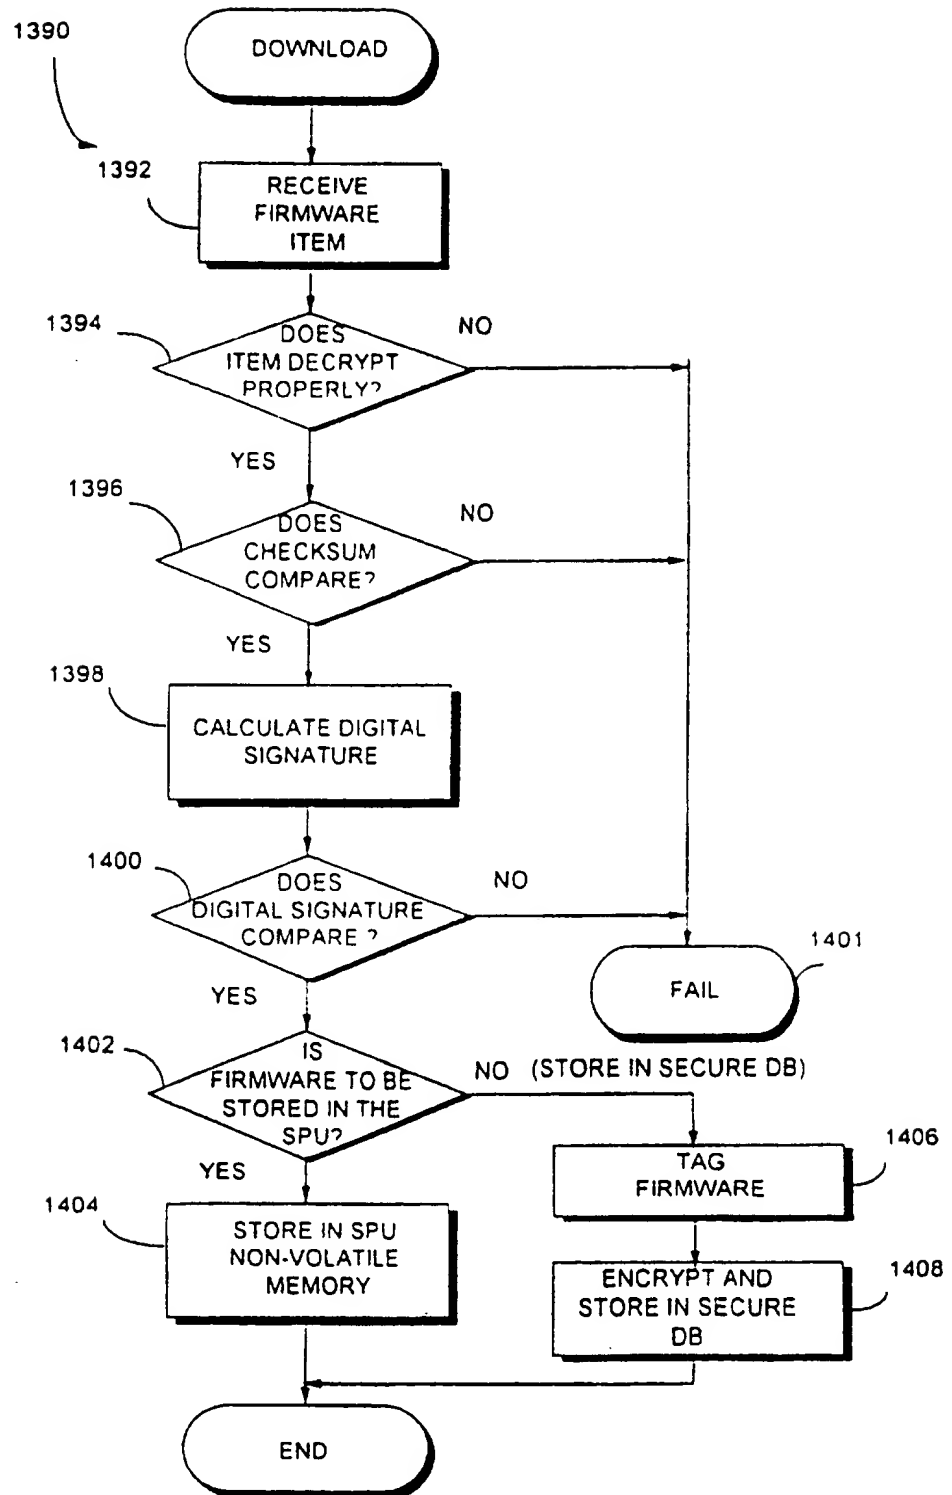 1390
DOWNLOAD
1392
RECEIVE
FIRMWARE
ITEM
1394
DOES
ITEM DECRYPT
PROPERLY?
NO
YES
1396
DOES
CHECKSUM
COMPARE?
NO
YES
1398
CALCULATE DIGITAL
SIGNATURE
1400
DOES
DIGITAL SIGNATURE
COMPARE ?
NO
YES
1401
FAIL
1402
IS
FIRMWARE TO BE
STORED IN THE
SPU?
NO (STORE IN SECURE DB)
YES
1404
STORE IN SPU
NON-VOLATILE
MEMORY
1406
TAG
FIRMWARE
1408
ENCRYPT AND
STORE IN SECURE
DB
END